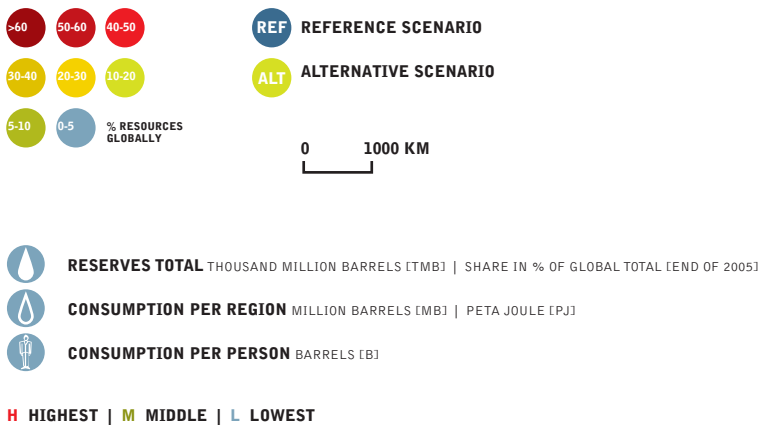 >60 50-60 40-50
REF REFERENCE SCENARIO
30-40 20-30 10-20
ALT ALTERNATIVE SCENARIO
5-10 0-5 % RESOURCES
GLOBALLY
0 1000 KM
RESERVES TOTAL THOUSAND MILLION BARRELS [TMB] | SHARE IN % OF GLOBAL TOTAL [END OF 2005]
CONSUMPTION PER REGION MILLION BARRELS [MB] | PETA JOULE [PJ]
CONSUMPTION PER PERSON BARRELS [B]
H HIGHEST | M MIDDLE | L LOWEST